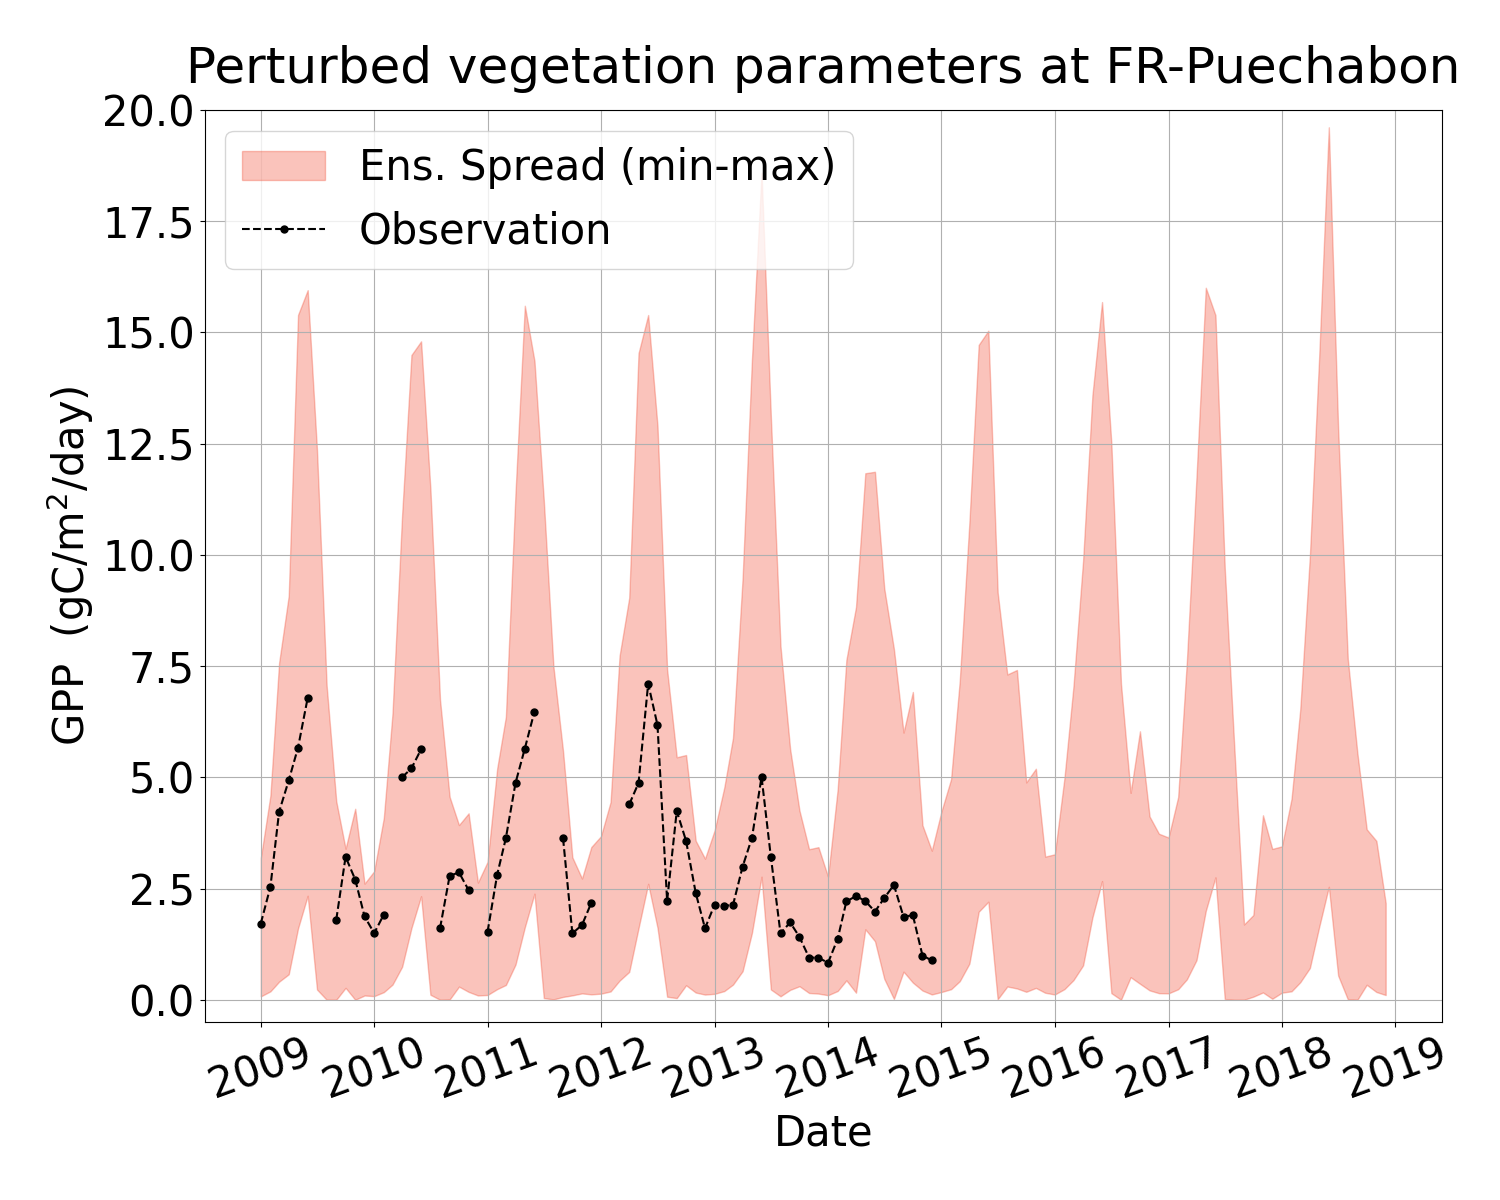 Perturbed vegetation parameters at FR-Puechabon
20.0
17.5
15.0
12.5
10.0
7.5
5.0
2.5
0.0
GPP (gC/m²/day)
Ens. Spread (min-max)
Observation
2009 2010 2011 2012 2013 2014 2015 2016 2017 2018 2019
Date